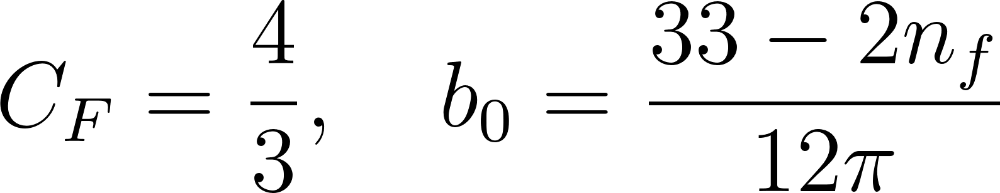 $C_F = \frac{4}{3}, \quad b_0 = \frac{33 - 2n_f}{12\pi}$